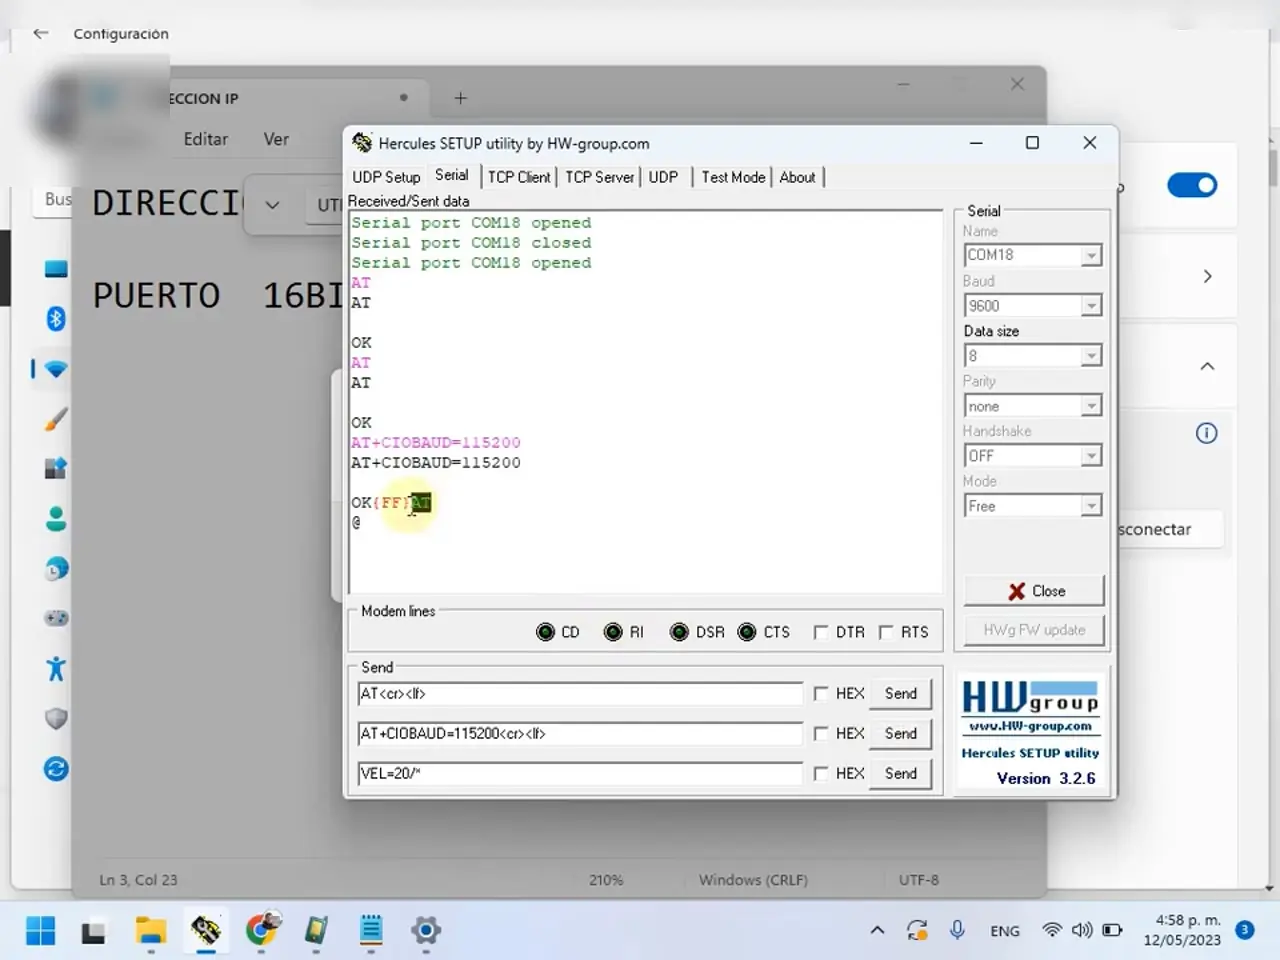 Configuración
ECCION IP
Editar
Ver
Bus
DIRECCI
UTF
PUERTO 16BI
Hercules SETUP utility by HW-group.com
UDP Setup
Serial
TCP Client
TCP Server
UDP
Test Mode
About
Received/Sent data
Serial port COM18 opened
Serial port COM18 closed
Serial port COM18 opened
AT
AT
OK
AT
AT
OK
AT+CIOBAUD=115200
AT+CIOBAUD=115200
OK{FF}AT
@
Serial
Name
COM18
Baud
9600
Data size
8
Parity
none
Handshake
OFF
Mode
Free
Close
HWg FW update
Modem lines
CD
RI
DSR
CTS
DTR
RTS
Send
AT<cr><lf>
HEX
Send
AT+CIOBAUD=115200<cr><lf>
HEX
Send
VEL=20/*
HEX
Send
HWgroup
www.HW-group.com
Hercules SETUP utility
Version 3.2.6
sconectar
Ln 3, Col 23
210%
Windows (CRLF)
UTF-8
ENG
4:58 p. m.
12/05/2023
3